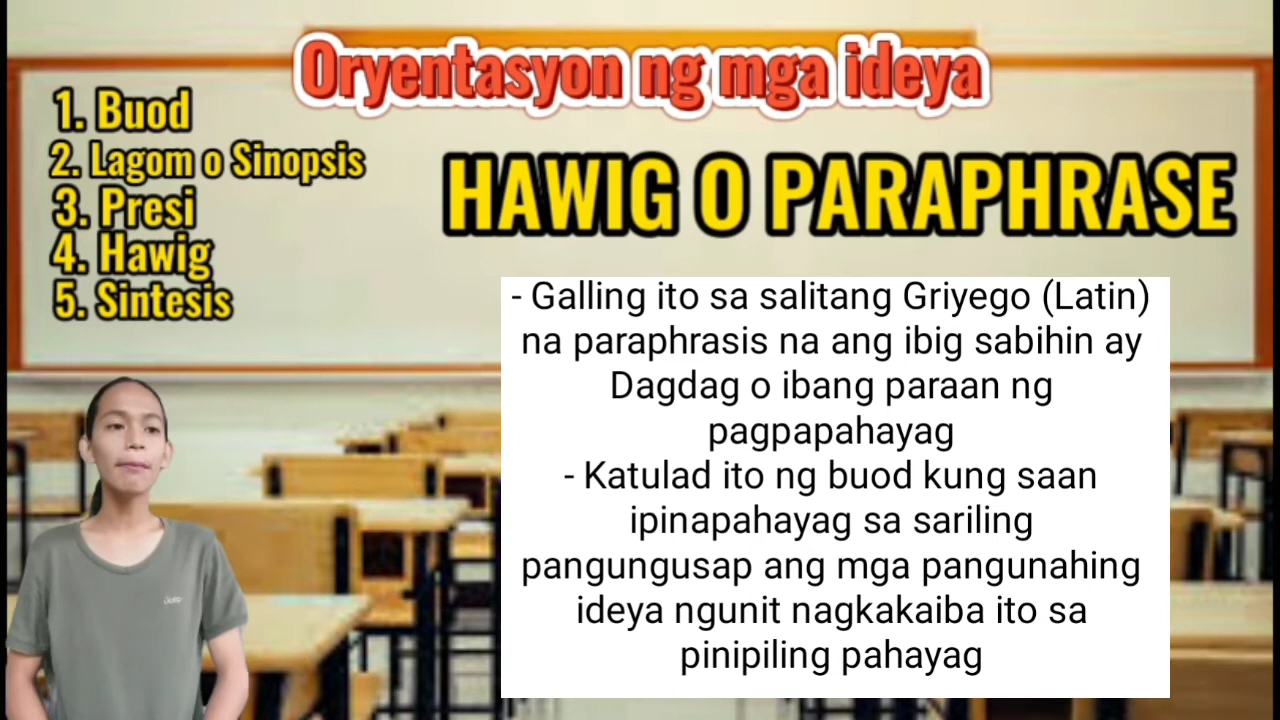 Oryentasyon ng mga ideya
1. Buod
2. Lagom o Sinopsis
3. Presi
4. Hawig
5. Sintesis
HAWIG O PARAPHRASE
- Galling ito sa salitang Griyego (Latin)
na paraphrasis na ang ibig sabihin ay
Dagdag o ibang paraan ng
pagpapahayag
- Katulad ito ng buod kung saan
ipinapahayag sa sariling
pangungusap ang mga pangunahing
ideya ngunit nagkakaiba ito sa
pinipiling pahayag